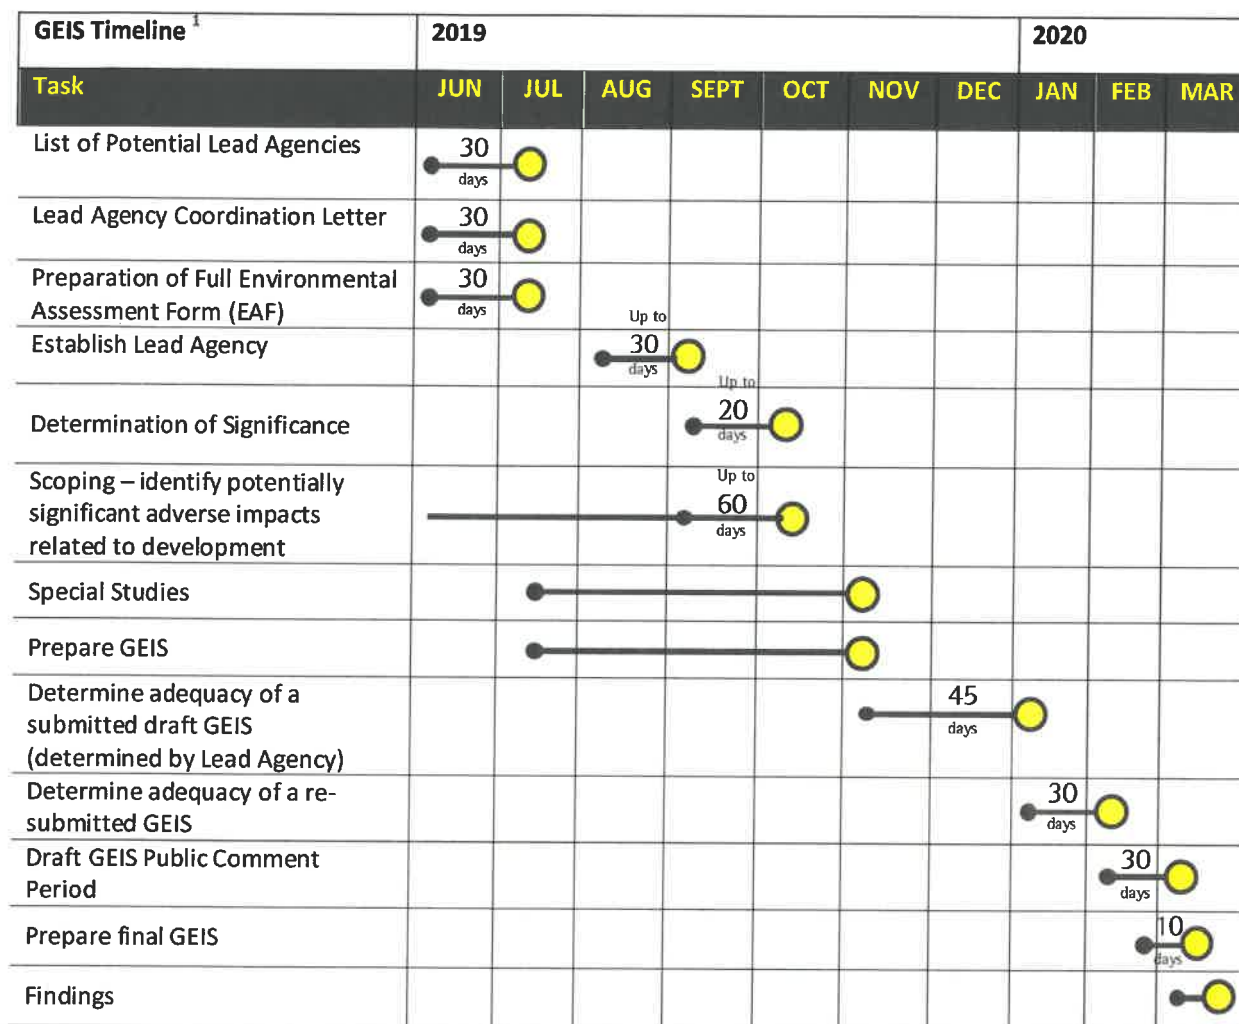 GEIS Timeline 1 2019 2020
Task JUN JUL AUG SEPT OCT NOV DEC JAN FEB MAR
List of Potential Lead Agencies
30
days
Lead Agency Coordination Letter
30
days
Preparation of Full Environmental
Assessment Form (EAF)
30
days
Establish Lead Agency
Up to
30
days
Determination of Significance
Up to
20
days
Scoping – identify potentially
significant adverse impacts
related to development
Up to
60
days
Special Studies
Prepare GEIS
Determine adequacy of a
submitted draft GEIS
(determined by Lead Agency)
45
days
Determine adequacy of a re-
submitted GEIS
30
days
Draft GEIS Public Comment
Period
30
days
Prepare final GEIS
10
days
Findings